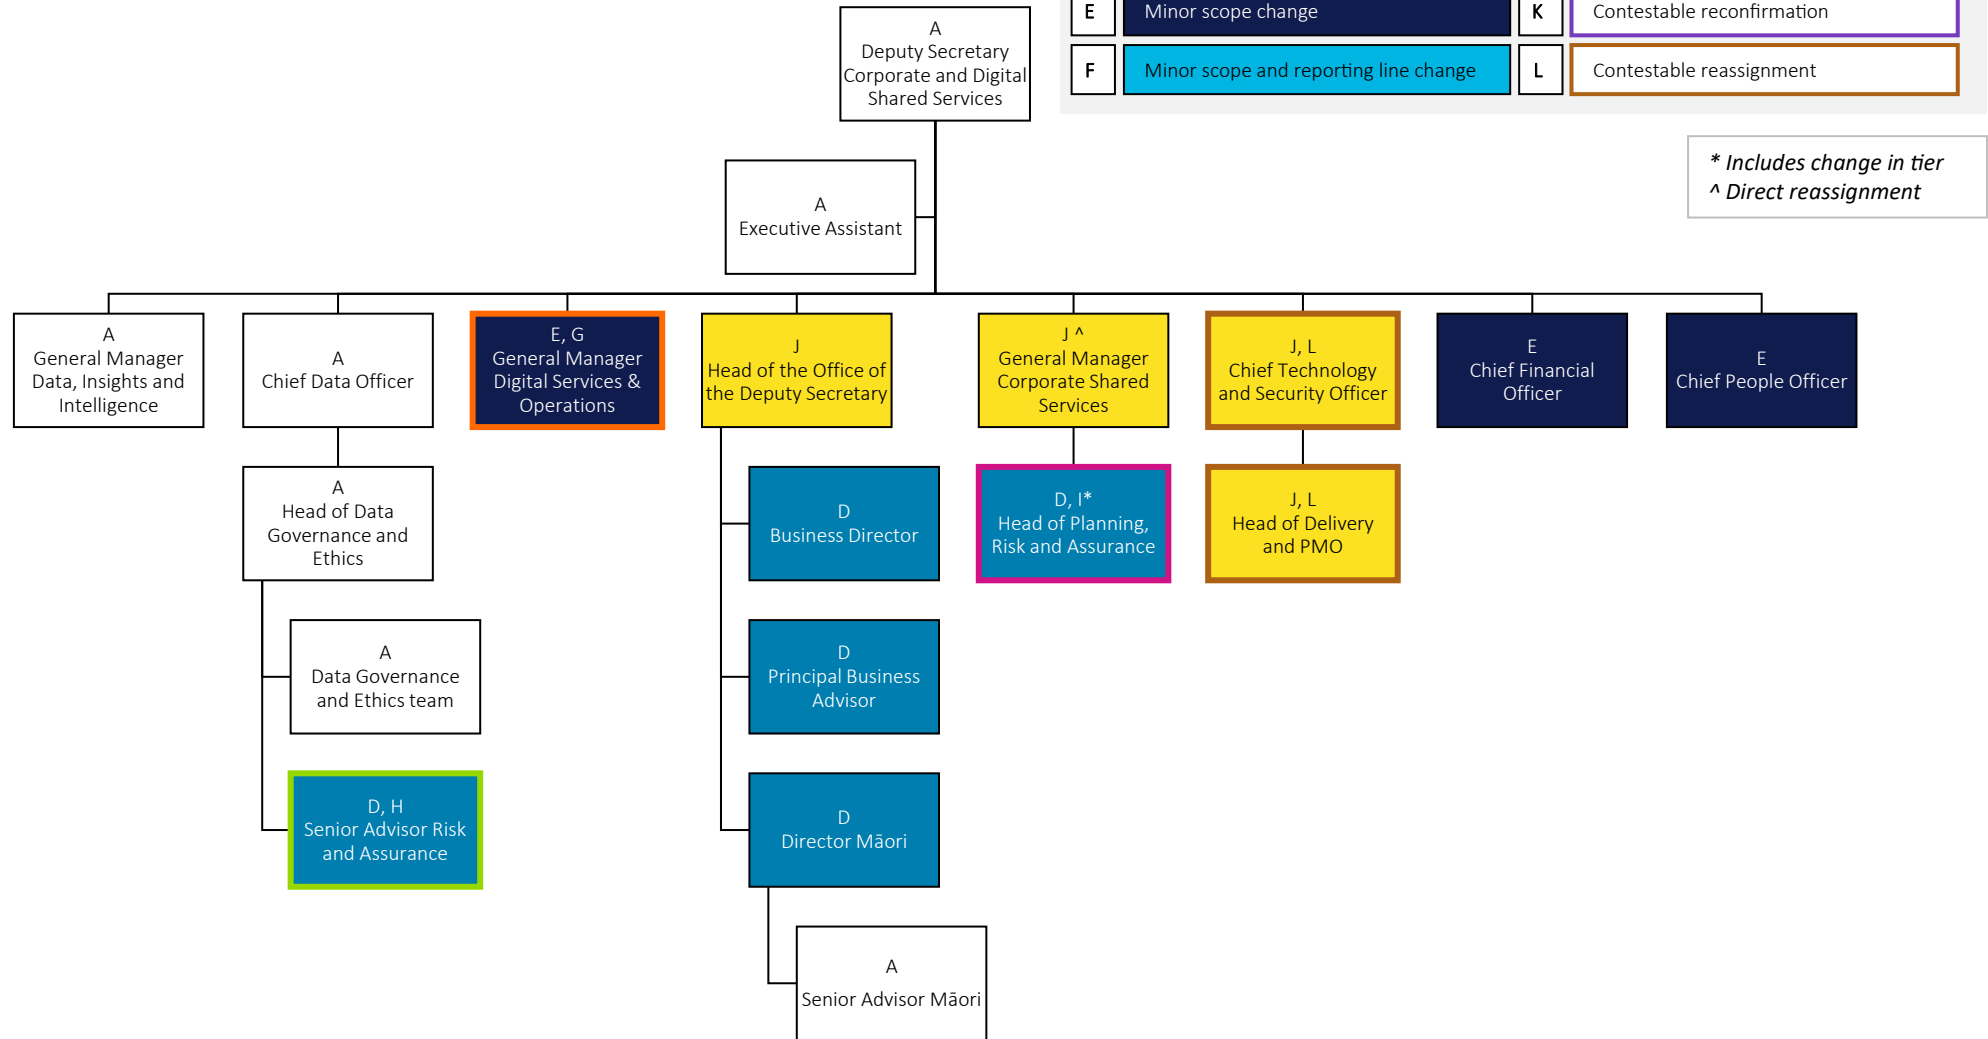 E
Minor scope change
K
Contestable reconfirmation
F
Minor scope and reporting line change
L
Contestable reassignment
* Includes change in tier
^ Direct reassignment
A
Deputy Secretary
Corporate and Digital
Shared Services
A
Executive Assistant
A
General Manager
Data, Insights and
Intelligence
A
Chief Data Officer
E, G
General Manager
Digital Services &
Operations
J
Head of the Office of
the Deputy Secretary
J ^
General Manager
Corporate Shared
Services
J, L
Chief Technology
and Security Officer
E
Chief Financial
Officer
E
Chief People Officer
A
Head of Data
Governance and
Ethics
D
Business Director
D, I*
Head of Planning,
Risk and Assurance
J, L
Head of Delivery
and PMO
A
Data Governance
and Ethics team
D
Principal Business
Advisor
D, H
Senior Advisor Risk
and Assurance
D
Director Māori
A
Senior Advisor Māori